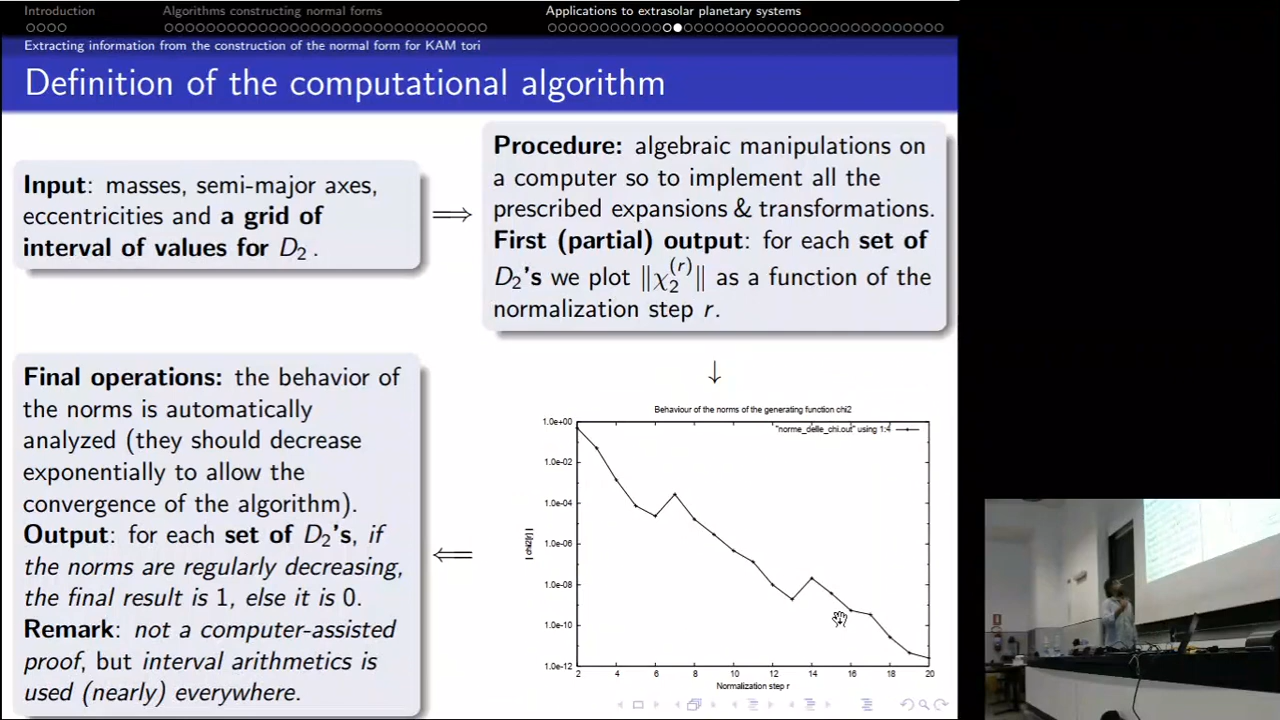 Introduction
Algorithms constructing normal forms
Applications to extrasolar planetary systems
Extracting information from the construction of the normal form for KAM tori
Definition of the computational algorithm
Input: masses, semi-major axes,
eccentricities and a grid of
interval of values for D₂ .
⟹
Procedure: algebraic manipulations on
a computer so to implement all the
prescribed expansions & transformations.
First (partial) output: for each set of
D₂'s we plot ‖χ₂⁽ʳ⁾‖ as a function of the
normalization step r.
↓
Final operations: the behavior of
the norms is automatically
analyzed (they should decrease
exponentially to allow the
convergence of the algorithm).
Output: for each set of D₂'s, if
the norms are regularly decreasing,
the final result is 1, else it is 0.
Remark: not a computer-assisted
proof, but interval arithmetics is
used (nearly) everywhere.
⟸
Behaviour of the norms of the generating function chi2
"norme_delle_chi.out" using 1:4
1.0e+00
1.0e-02
1.0e-04
1.0e-06
1.0e-08
1.0e-10
1.0e-12
| chi2[r] |
2 4 6 8 10 12 14 16 18 20
Normalization step r